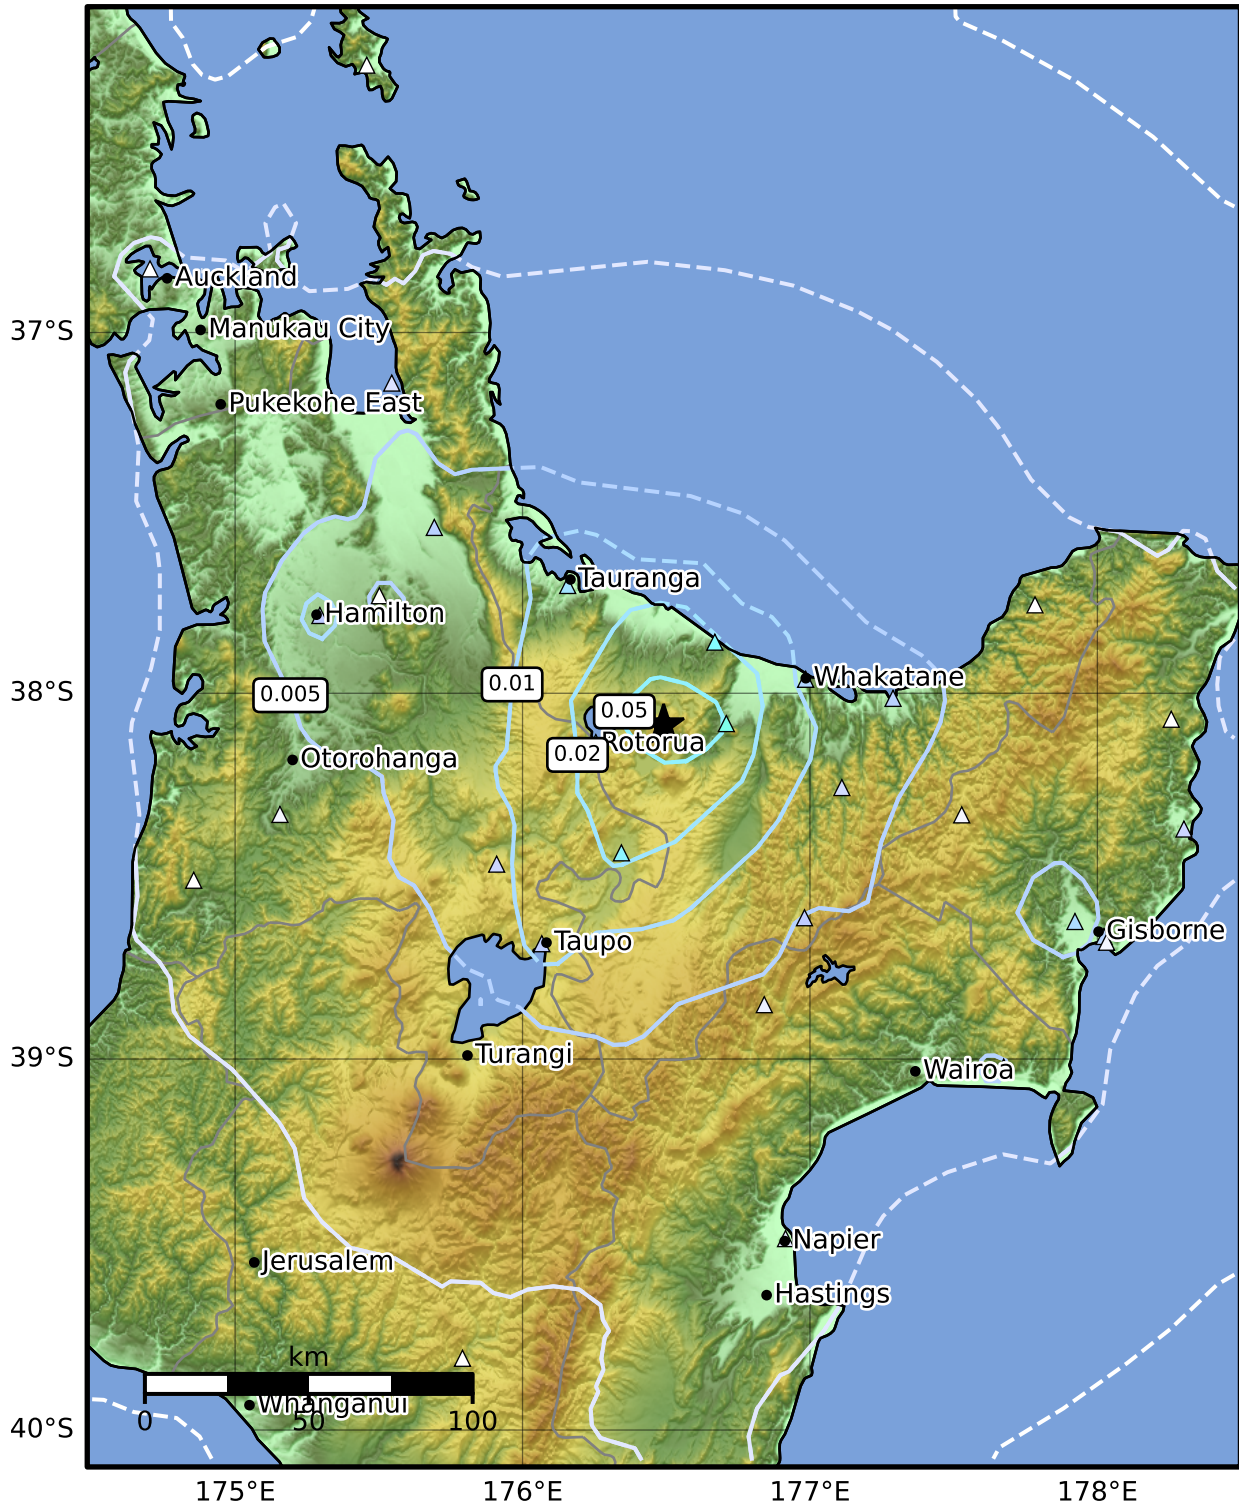 Auckland
37°S
Manukau City
Pukekohe East
Tauranga
Hamilton
Whakatane
38°S
0.005
0.01
0.05
Rotorua
0.02
Otorohanga
Gisborne
Taupo
39°S
Turangi
Wairoa
Napier
Jerusalem
Hastings
km
Whanganui
0
50
100
40°S
175°E
176°E
177°E
178°E